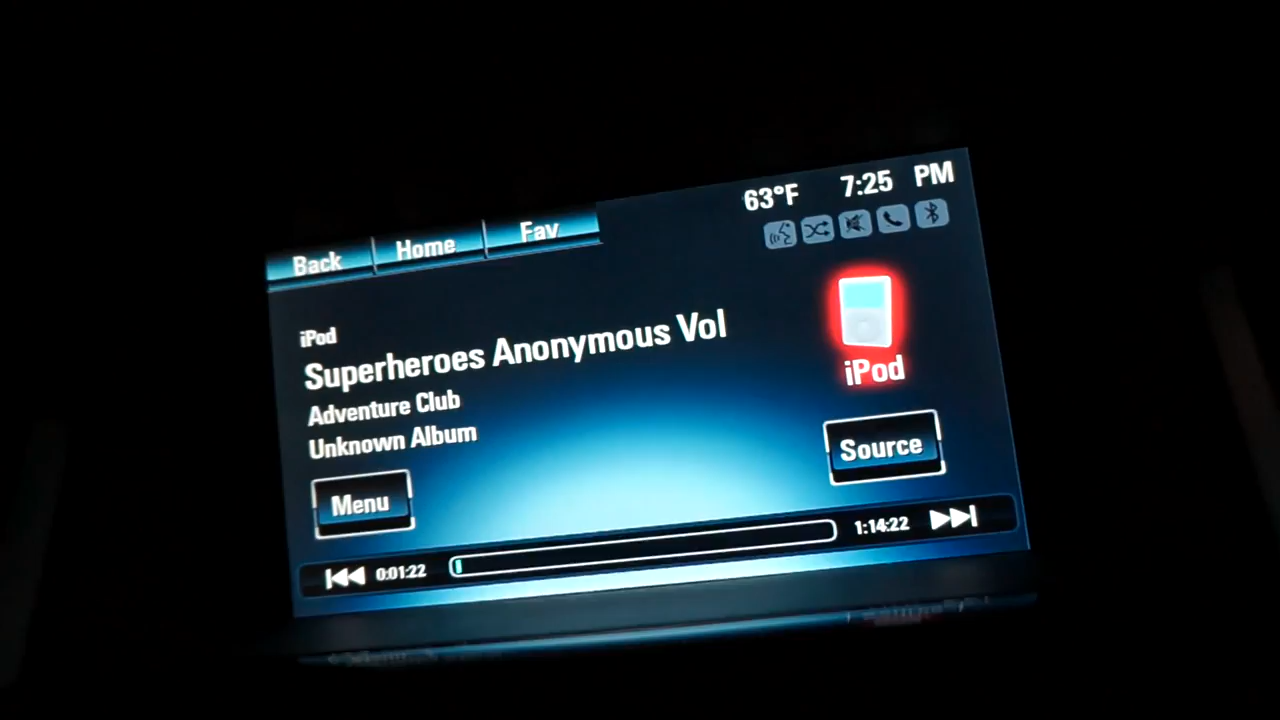 63°F 7:25 PM
Back Home Fav
iPod
Superheroes Anonymous Vol
Adventure Club
Unknown Album
iPod
Menu
Source
0:01:22 1:14:22